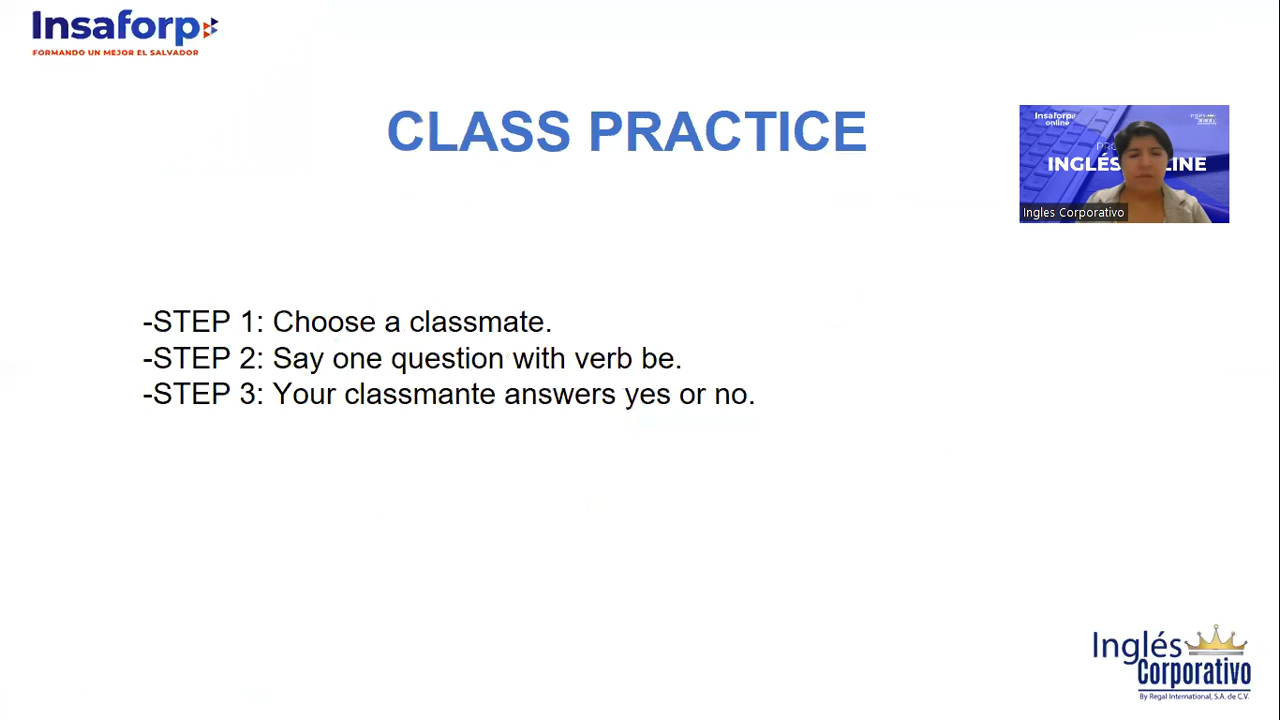 Insaforp
FORMANDO UN MEJOR EL SALVADOR
CLASS PRACTICE
Insaforp
online
Inglés
INGLÉS
LINE
Ingles Corporativo
-STEP 1: Choose a classmate.
-STEP 2: Say one question with verb be.
-STEP 3: Your classmante answers yes or no.
Inglés
Corporativo
By Regal International, S.A. de C.V.